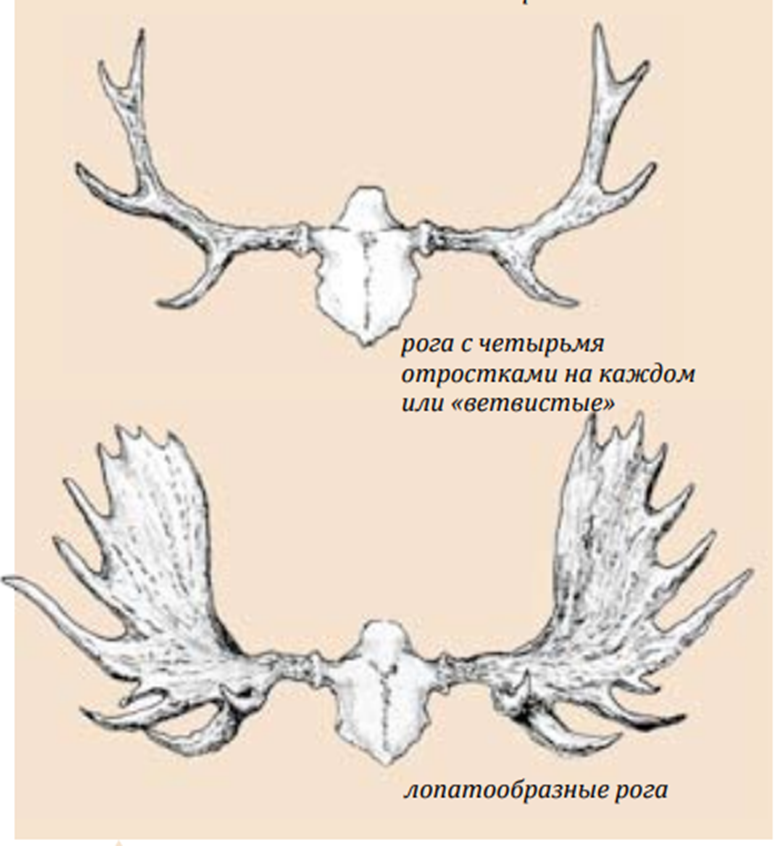 рога с четырьмя
отростками на каждом
или «ветвистые»
лопатообразные рога